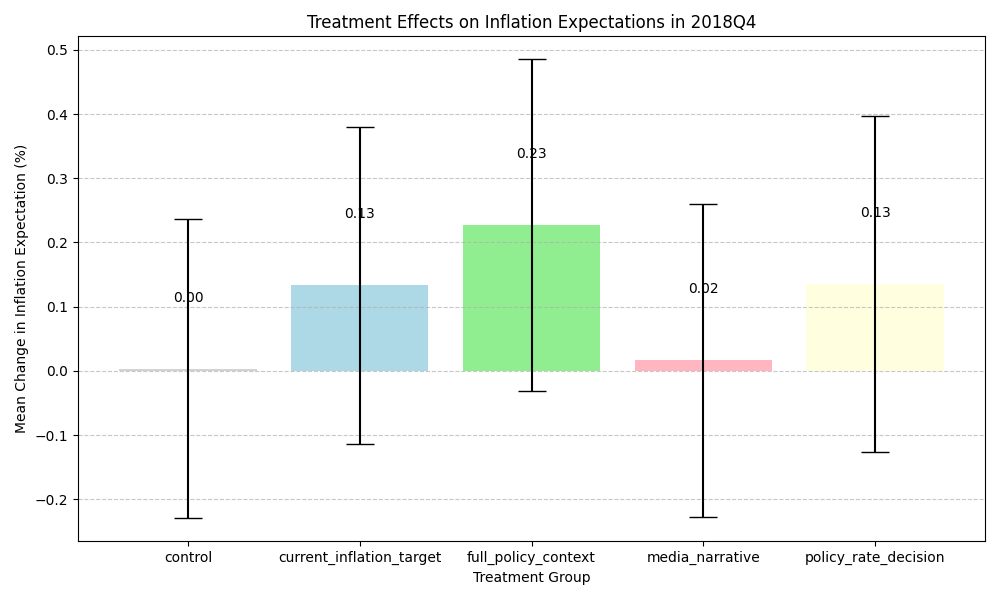 Treatment Effects on Inflation Expectations in 2018Q4
Mean Change in Inflation Expectation (%)
0.5
0.4
0.3
0.2
0.1
0.0
−0.1
−0.2
0.00
0.13
0.23
0.02
0.13
control
current_inflation_target
full_policy_context
media_narrative
policy_rate_decision
Treatment Group